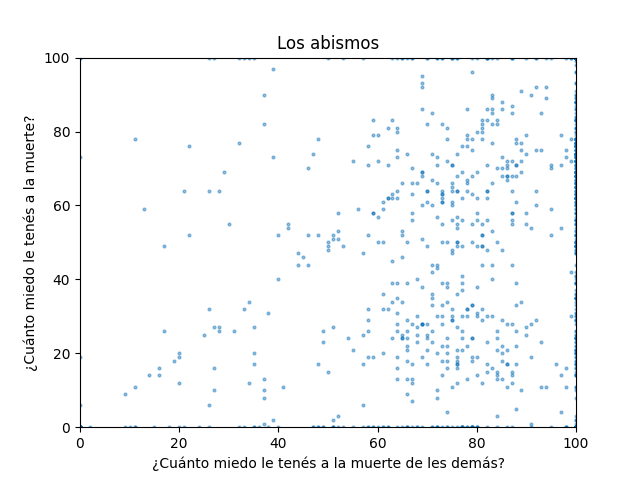 Los abismos
100
80
60
40
20
0
¿Cuánto miedo le tenés a la muerte?
0 20 40 60 80 100
¿Cuánto miedo le tenés a la muerte de les demás?